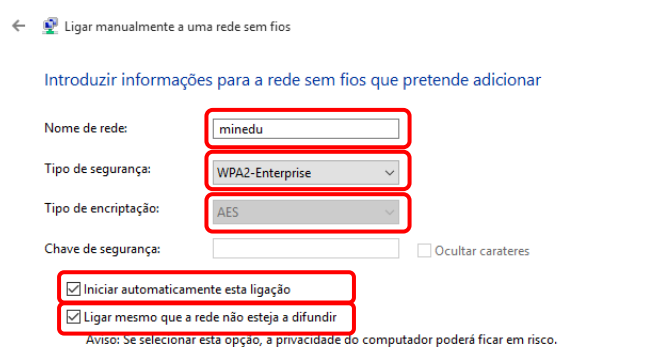 Ligar manualmente a uma rede sem fios
Introduzir informações para a rede sem fios que pretende adicionar
Nome de rede: minedu
Tipo de segurança: WPA2-Enterprise
Tipo de encriptação: AES
Chave de segurança: Ocultar carateres
Iniciar automaticamente esta ligação
Ligar mesmo que a rede não esteja a difundir
Aviso: Se selecionar esta opção, a privacidade do computador poderá ficar em risco.